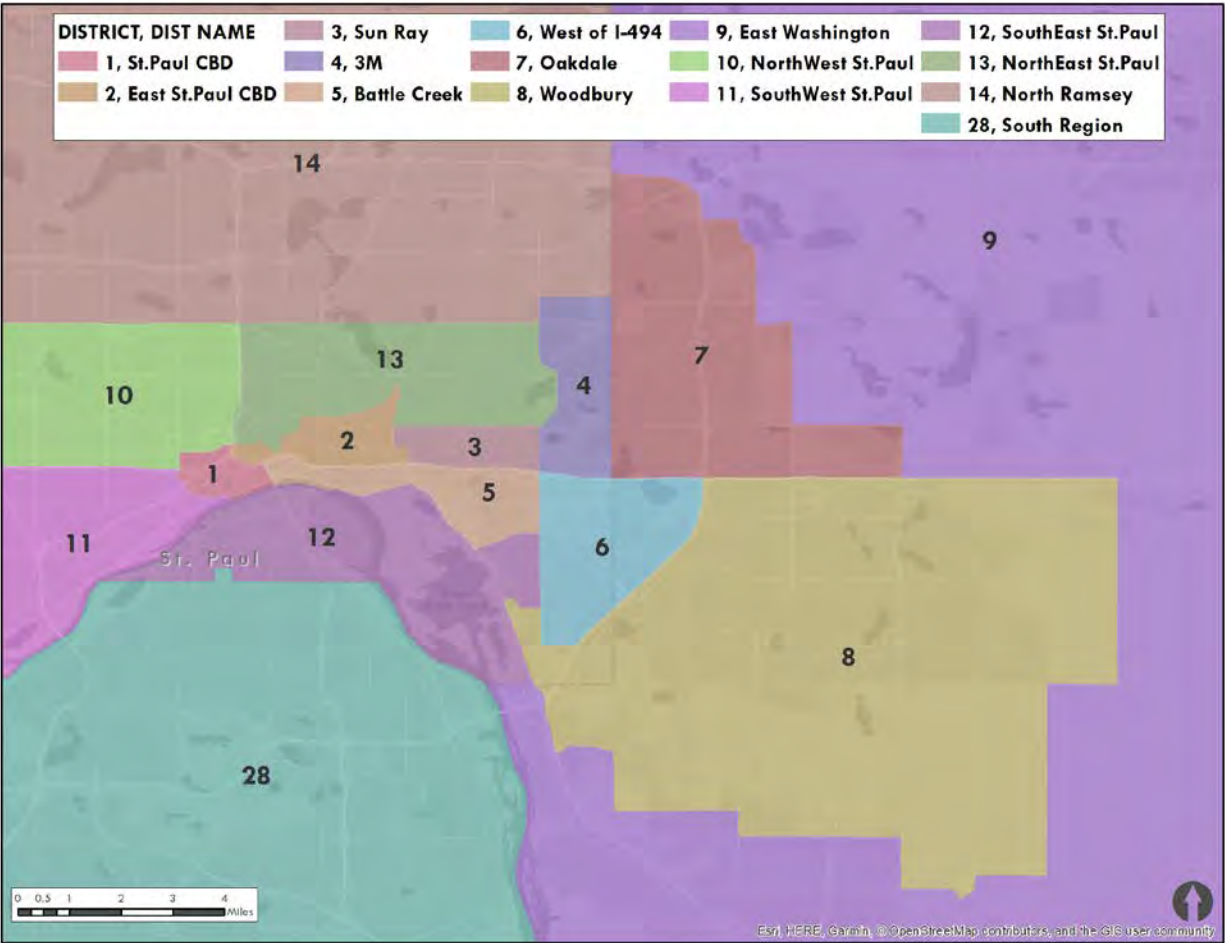 DISTRICT, DIST NAME
1, St.Paul CBD
2, East St.Paul CBD
3, Sun Ray
4, 3M
5, Battle Creek
6, West of I-494
7, Oakdale
8, Woodbury
9, East Washington
10, NorthWest St.Paul
11, SouthWest St.Paul
12, SouthEast St.Paul
13, NorthEast St.Paul
14, North Ramsey
28, South Region
14
9
13
7
4
10
2
3
1
5
12
11
6
St. Paul
8
28
0 0.5 1 2 3 4
Miles
Esri, HERE, Garmin, © OpenStreetMap contributors, and the GIS user community